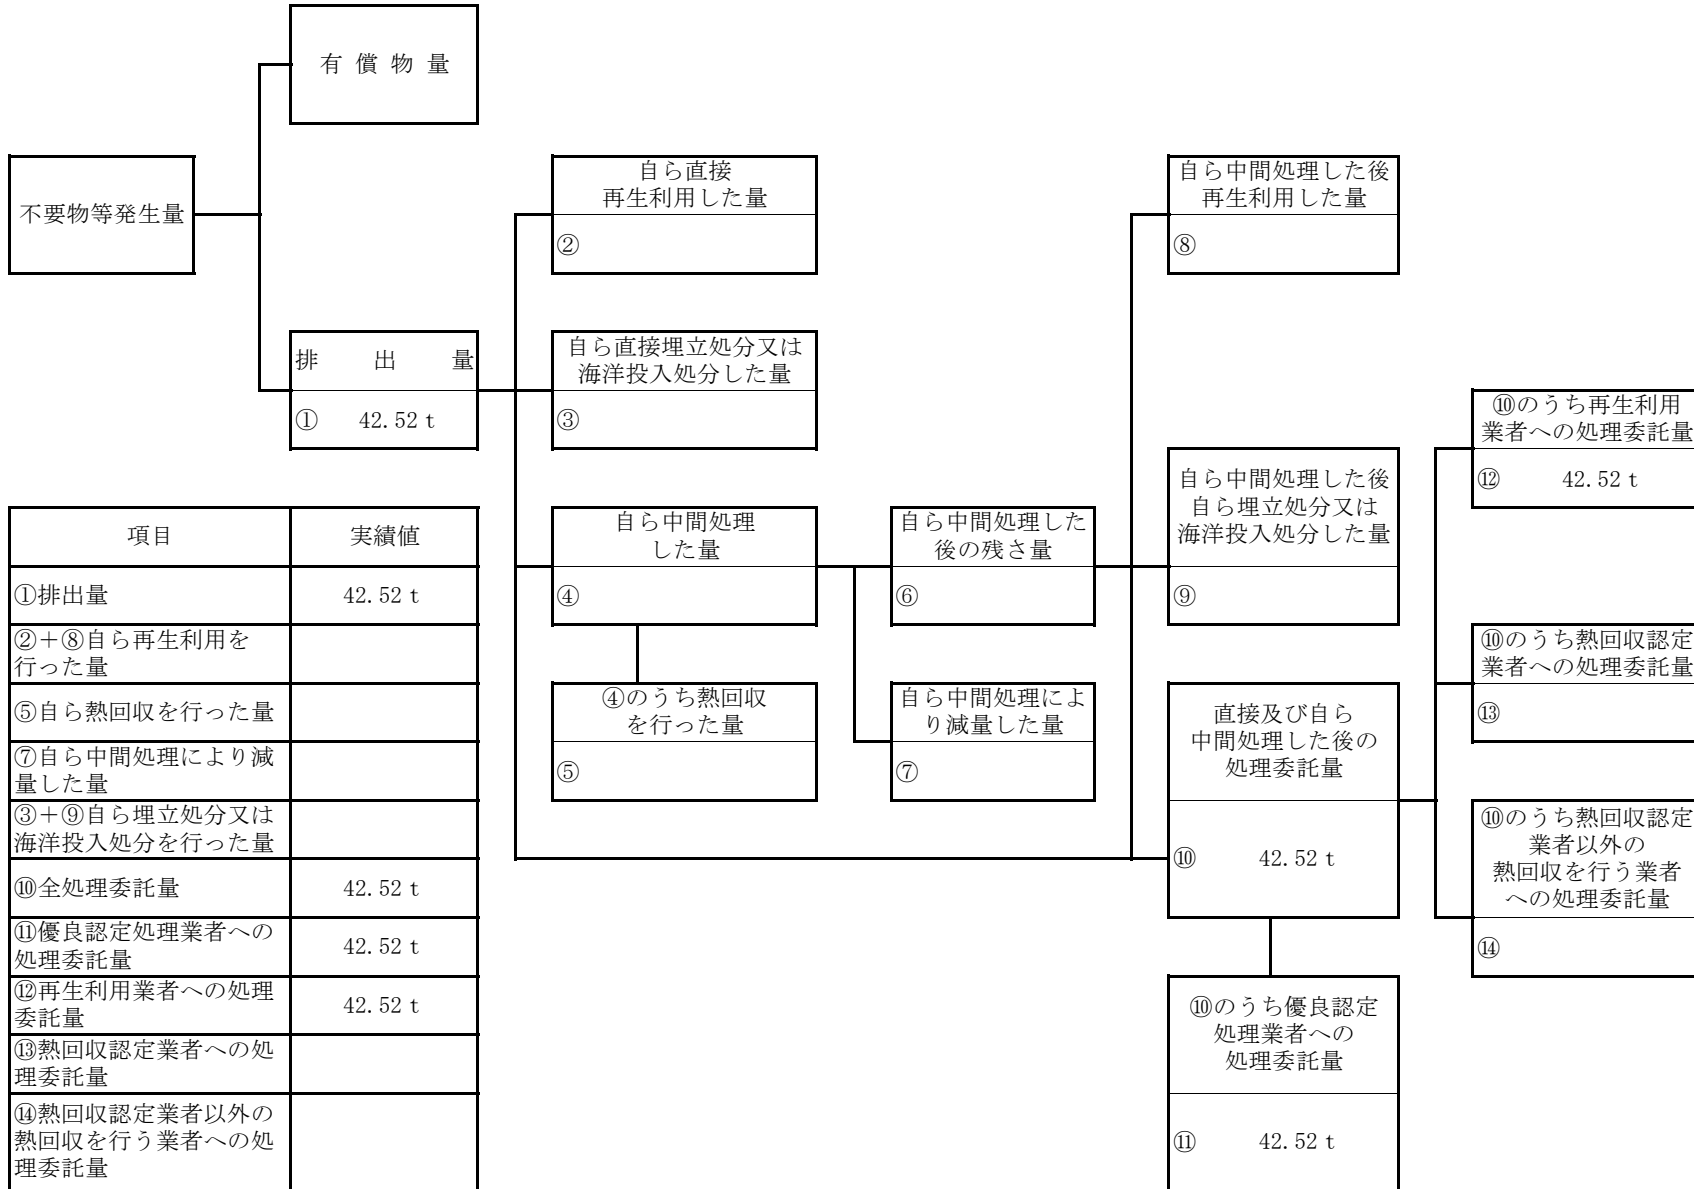 有 償 物 量
不要物等発生量
自ら直接
再生利用した量
②
自ら中間処理した後
再生利用した量
⑧
排 出 量
① 42.52 t
自ら直接埋立処分又は
海洋投入処分した量
③
⑩のうち再生利用
業者への処理委託量
⑫ 42.52 t
自ら中間処理
した量
④
自ら中間処理した
後の残さ量
⑥
自ら中間処理した後
自ら埋立処分又は
海洋投入処分した量
⑨
④のうち熱回収
を行った量
⑤
自ら中間処理によ
り減量した量
⑦
直接及び自ら
中間処理した後の
処理委託量
⑩ 42.52 t
⑩のうち熱回収認定
業者への処理委託量
⑬
⑩のうち熱回収認定
業者以外の
熱回収を行う業者
への処理委託量
⑭
⑩のうち優良認定
処理業者への
処理委託量
⑪ 42.52 t
項目 実績値
①排出量 42.52 t
②＋⑧自ら再生利用を
行った量
⑤自ら熱回収を行った量
⑦自ら中間処理により減
量した量
③＋⑨自ら埋立処分又は
海洋投入処分を行った量
⑩全処理委託量 42.52 t
⑪優良認定処理業者への
処理委託量 42.52 t
⑫再生利用業者への処理
委託量 42.52 t
⑬熱回収認定業者への処
理委託量
⑭熱回収認定業者以外の
熱回収を行う業者への処
理委託量